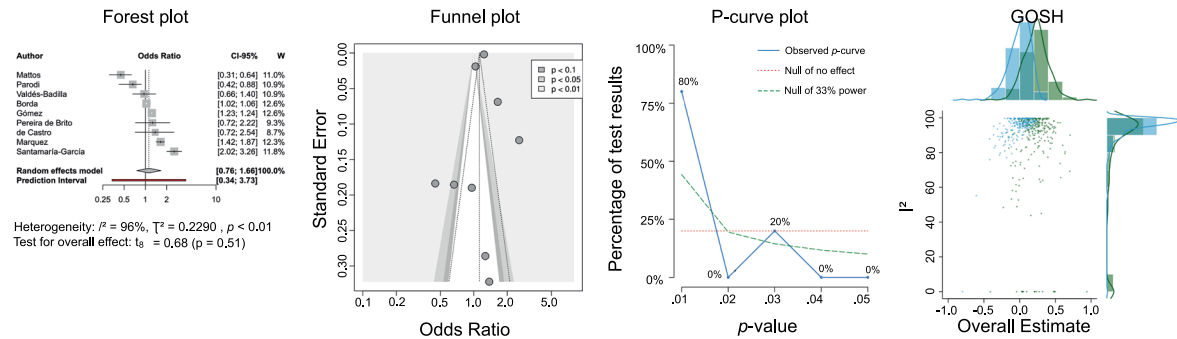 Forest plot
Author Odds Ratio CI-95% W
Mattos [0.31; 0.64] 11.0%
Parodi [0.42; 0.88] 10.9%
Valdés-Badilla [0.66; 1.40] 10.9%
Borda [1.02; 1.06] 12.6%
Gómez [1.23; 1.24] 12.6%
Pereira de Brito [0.72; 2.22] 9.3%
de Castro [0.72; 2.54] 8.7%
Marquez [1.42; 1.87] 12.3%
Santamaría-García [2.02; 3.26] 11.8%
Random effects model [0.76; 1.66]100.0%
Prediction Interval [0.34; 3.73]
0.25 0.5 1 2 10
Heterogeneity: I² = 96%, τ² = 0.2290 , p < 0.01
Test for overall effect: t₈ = 0.68 (p = 0.51)
Funnel plot
p < 0.1
p < 0.05
p < 0.01
Standard Error
0.00
0.05
0.10
0.15
0.20
0.30
0.1 0.2 0.5 1.0 2.0 5.0
Odds Ratio
P-curve plot
Observed p-curve
Null of no effect
Null of 33% power
Percentage of test results
100%
75%
50%
25%
0%
80%
0%
20%
0%
0%
.01 .02 .03 .04 .05
p-value
GOSH
I²
100
80
60
40
20
0
-1.0 -0.5 0.0 0.5 1.0
Overall Estimate